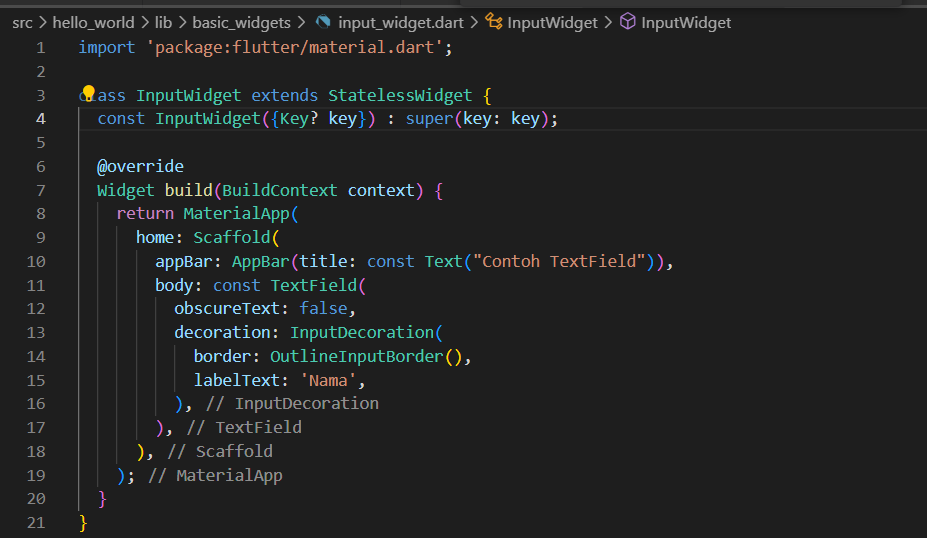 src > hello_world > lib > basic_widgets > input_widget.dart > InputWidget > InputWidget
1 import 'package:flutter/material.dart';
2
3 class InputWidget extends StatelessWidget {
4   const InputWidget({Key? key}) : super(key: key);
5
6   @override
7   Widget build(BuildContext context) {
8     return MaterialApp(
9       home: Scaffold(
10         appBar: AppBar(title: const Text("Contoh TextField")),
11         body: const TextField(
12           obscureText: false,
13           decoration: InputDecoration(
14             border: OutlineInputBorder(),
15             labelText: 'Nama',
16           ), // InputDecoration
17         ), // TextField
18       ), // Scaffold
19     ); // MaterialApp
20   }
21 }